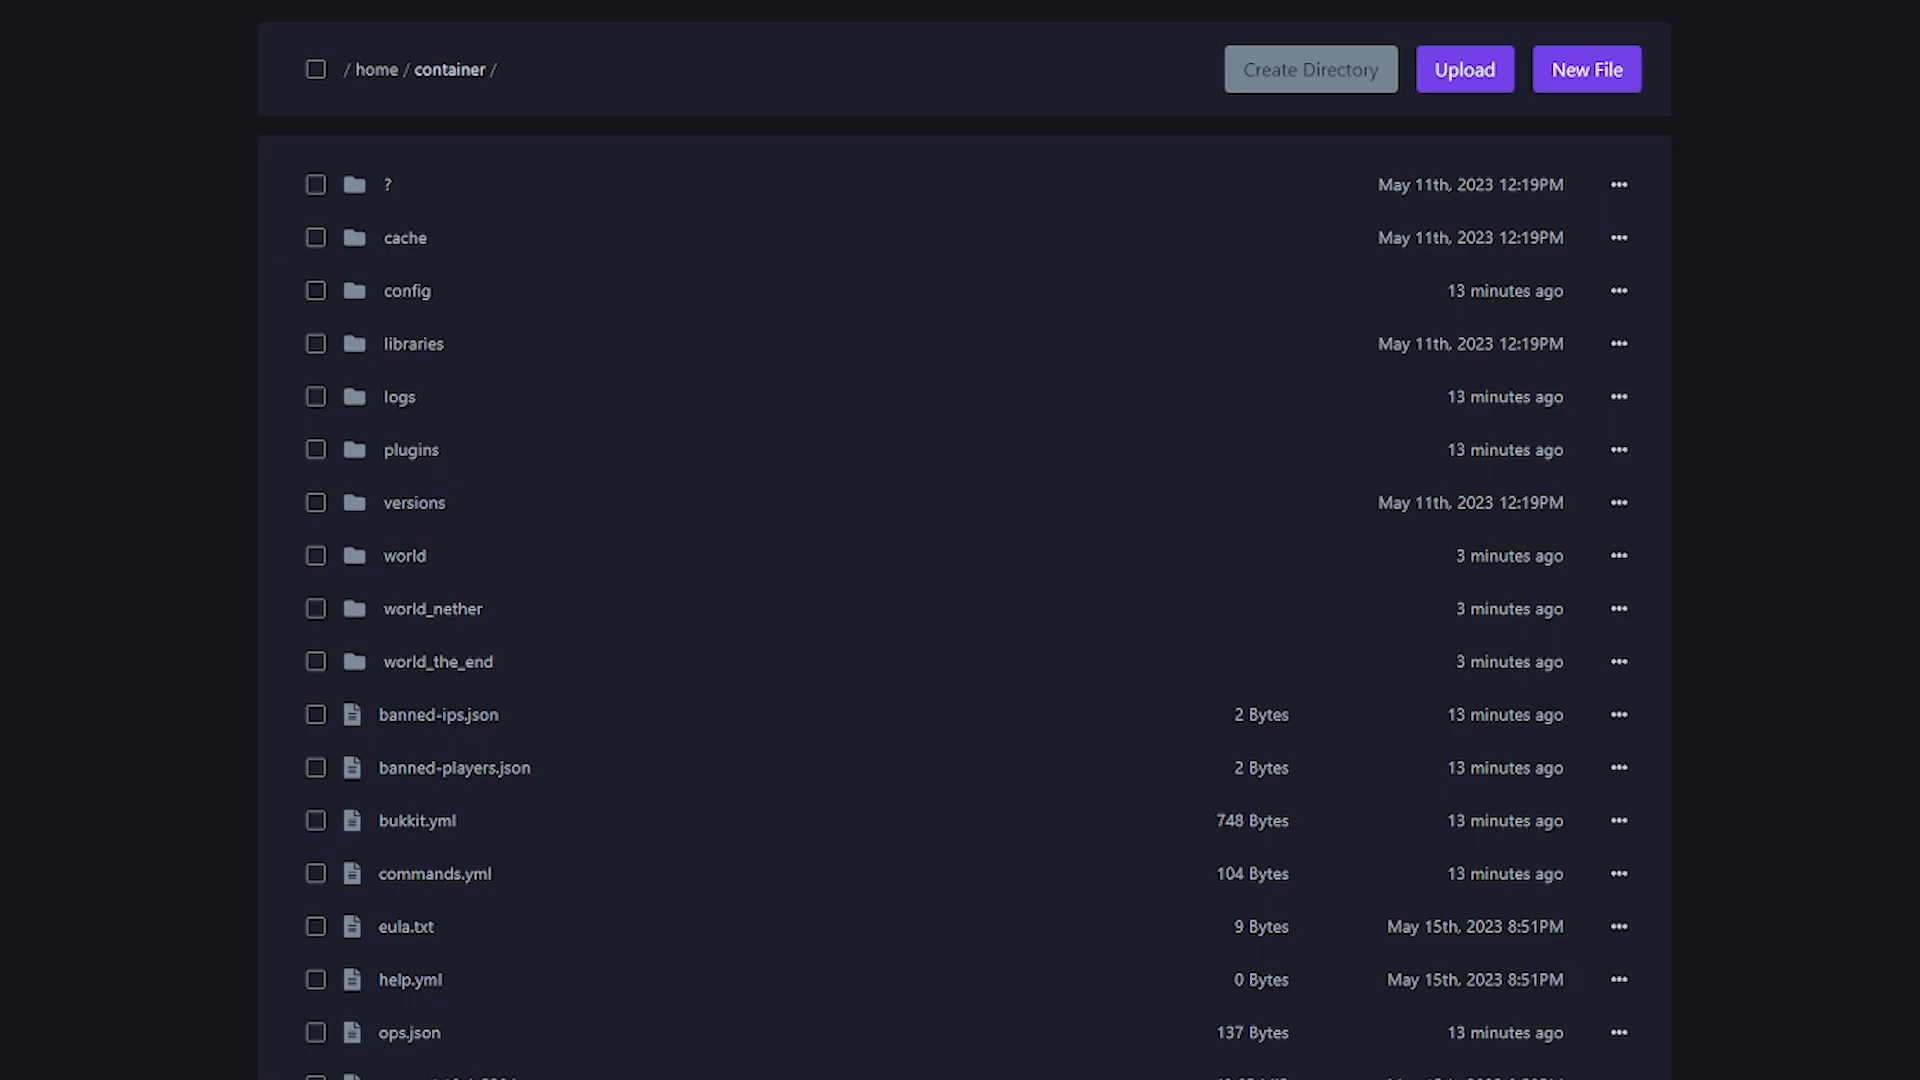 / home / container /
Create Directory
Upload
New File
? May 11th, 2023 12:19PM
cache May 11th, 2023 12:19PM
config 13 minutes ago
libraries May 11th, 2023 12:19PM
logs 13 minutes ago
plugins 13 minutes ago
versions May 11th, 2023 12:19PM
world 3 minutes ago
world_nether 3 minutes ago
world_the_end 3 minutes ago
banned-ips.json 2 Bytes 13 minutes ago
banned-players.json 2 Bytes 13 minutes ago
bukkit.yml 748 Bytes 13 minutes ago
commands.yml 104 Bytes 13 minutes ago
eula.txt 9 Bytes May 15th, 2023 8:51PM
help.yml 0 Bytes May 15th, 2023 8:51PM
ops.json 137 Bytes 13 minutes ago